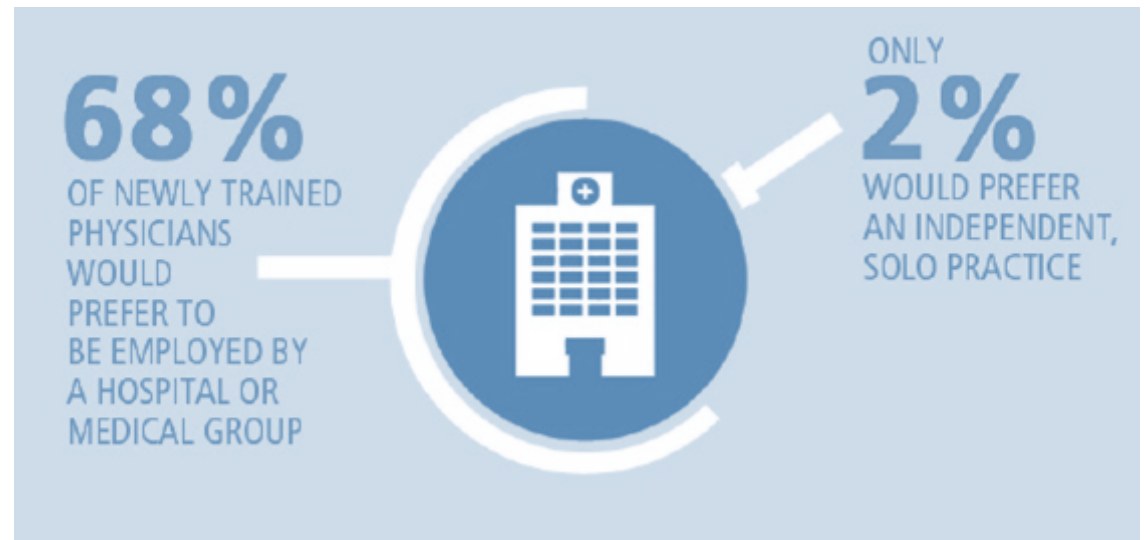 68%
OF NEWLY TRAINED
PHYSICIANS
WOULD
PREFER TO
BE EMPLOYED BY
A HOSPITAL OR
MEDICAL GROUP
ONLY
2%
WOULD PREFER
AN INDEPENDENT,
SOLO PRACTICE